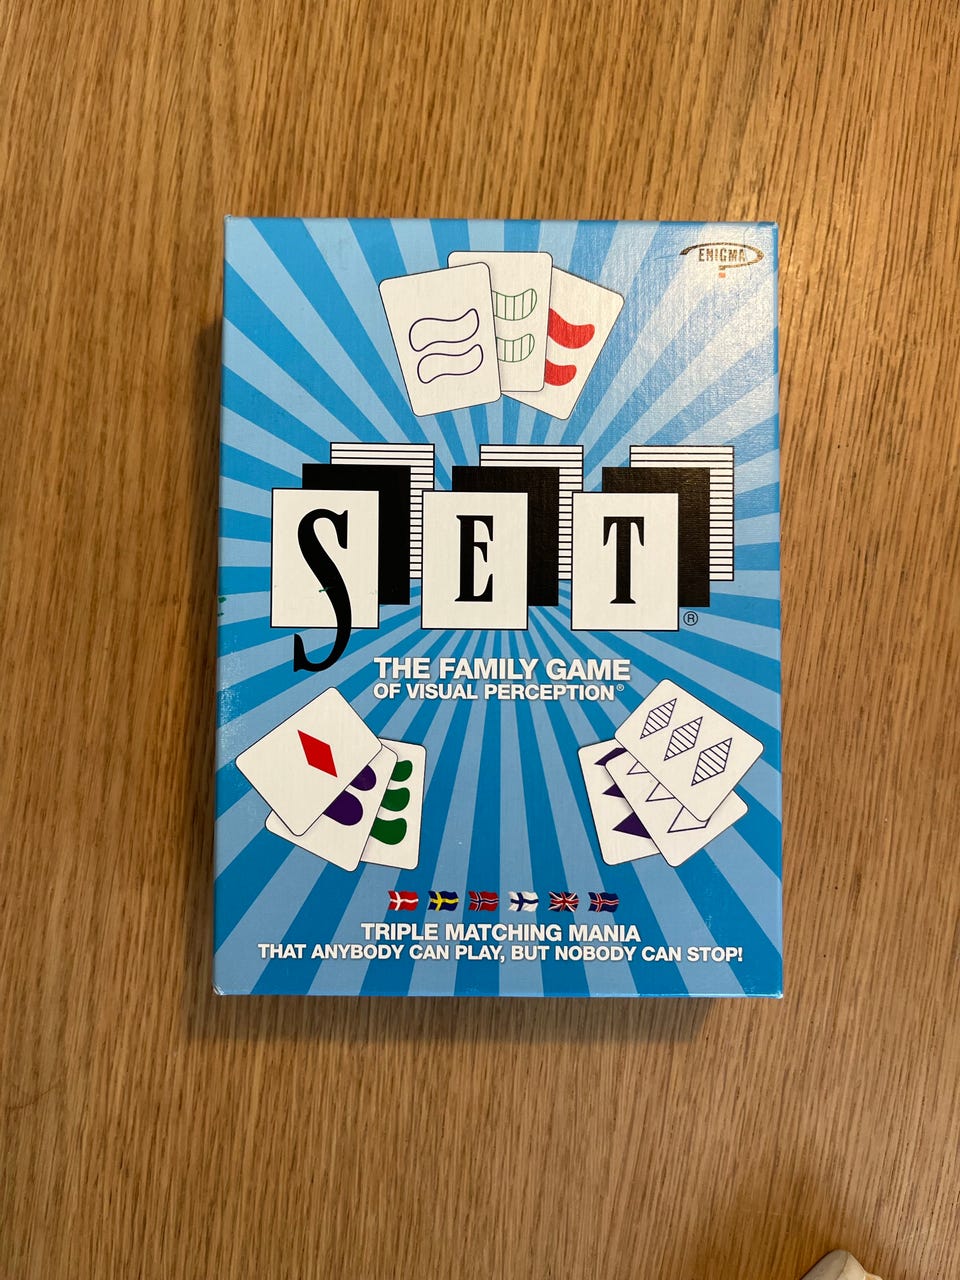 ENIGMA
SET®
THE FAMILY GAME
OF VISUAL PERCEPTION®
TRIPLE MATCHING MANIA
THAT ANYBODY CAN PLAY, BUT NOBODY CAN STOP!